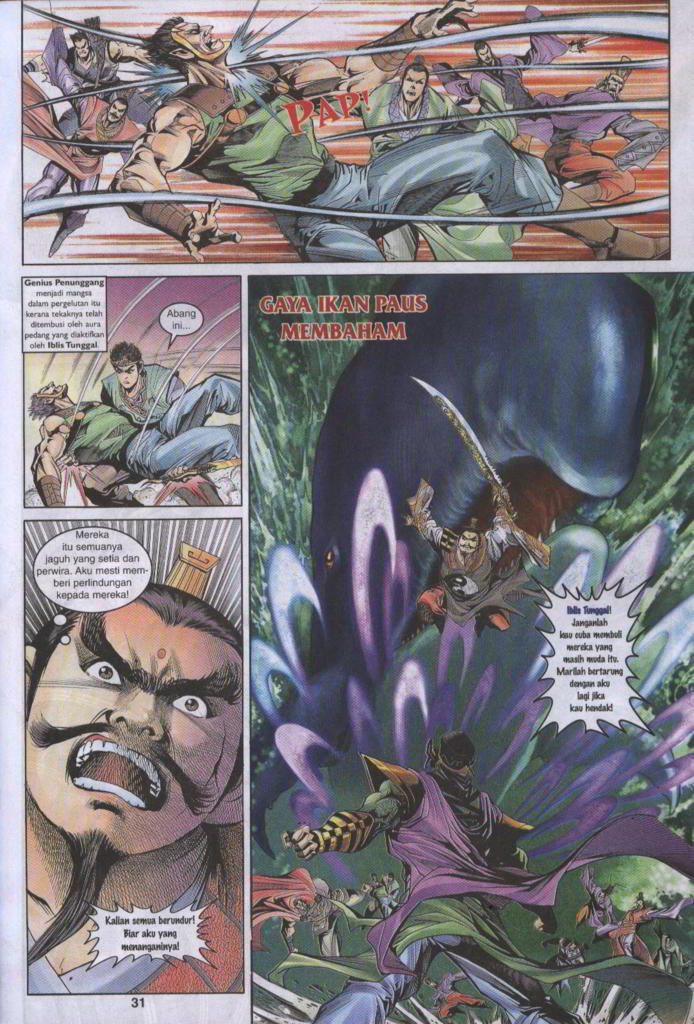 PAP!
Genius Penunggang
menjadi mangsa
dalam pergelutan itu
kerana tekaknya telah
ditembusi oleh aura
pedang yang diaktifkan
oleh Iblis Tunggal.
Abang
ini...
GAYA IKAN PAUS
MEMBAHAM
Mereka
itu semuanya
jaguh yang setia dan
perwira. Aku mesti mem-
beri perlindungan
kepada mereka!
Iblis Tunggal!
Janganlah
kau cuba membuli
mereka yang
masih muda itu.
Marilah bertarung
dengan aku
lagi jika
kau hendak!
Kalian semua berundur!
Biar aku yang
menanganinya!
31